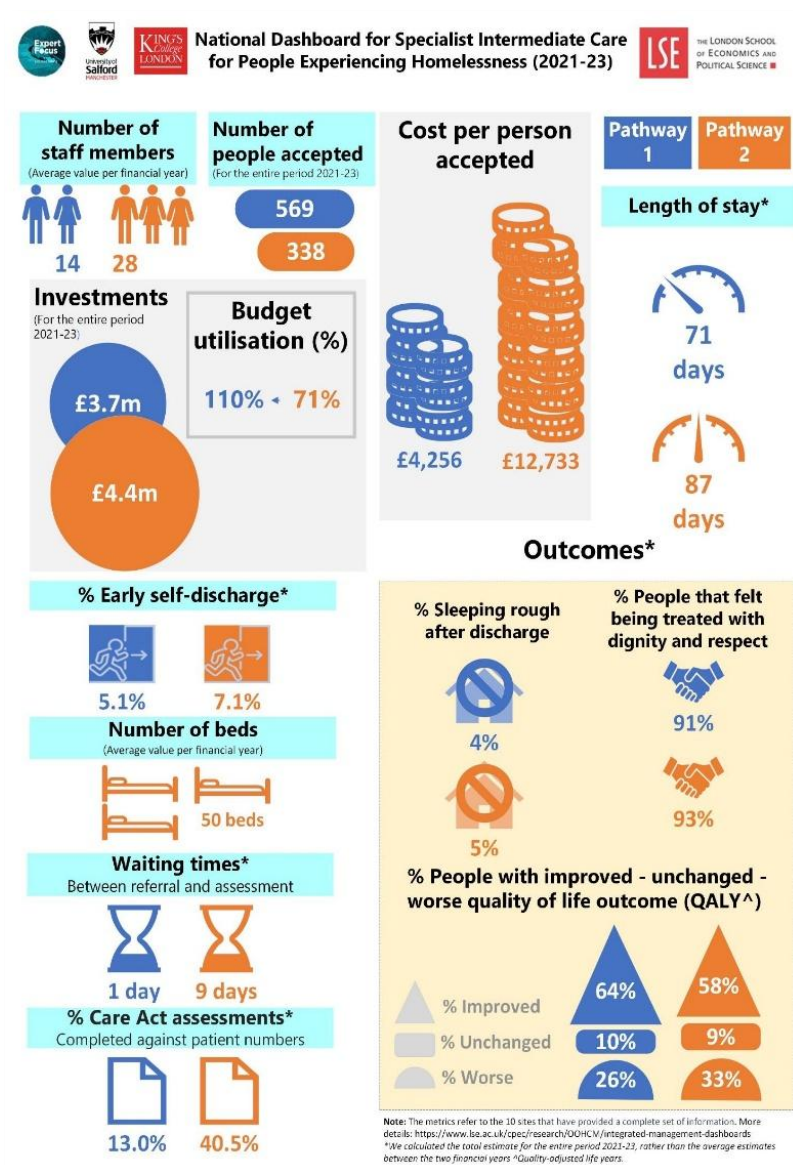 Expert
Focus
University of
Salford
MANCHESTER
KING'S
College
LONDON
National Dashboard for Specialist Intermediate Care
for People Experiencing Homelessness (2021-23)
LSE
THE LONDON SCHOOL
OF ECONOMICS AND
POLITICAL SCIENCE
Number of
staff members
(Average value per financial year)
14
28
Number of
people accepted
(For the entire period 2021-23)
569
338
Cost per person
accepted
£4,256
£12,733
Pathway
1
Pathway
2
Length of stay*
71
days
87
days
Investments
(For the entire period
2021-23)
£3.7m
£4.4m
Budget
utilisation (%)
110%
71%
Outcomes*
% Early self-discharge*
5.1%
7.1%
Number of beds
(Average value per financial year)
50 beds
Waiting times*
Between referral and assessment
1 day
9 days
% Care Act assessments*
Completed against patient numbers
13.0%
40.5%
% Sleeping rough
after discharge
4%
5%
% People that felt
being treated with
dignity and respect
91%
93%
% People with improved - unchanged -
worse quality of life outcome (QALY^)
% Improved
64%
58%
% Unchanged
10%
9%
% Worse
26%
33%
Note: The metrics refer to the 10 sites that have provided a complete set of information. More
details: https://www.lse.ac.uk/cpec/research/OOHCM/integrated-management-dashboards
*We calculated the total estimate for the entire period 2021-23, rather than the average estimates
between the two financial years ^Quality-adjusted life years.